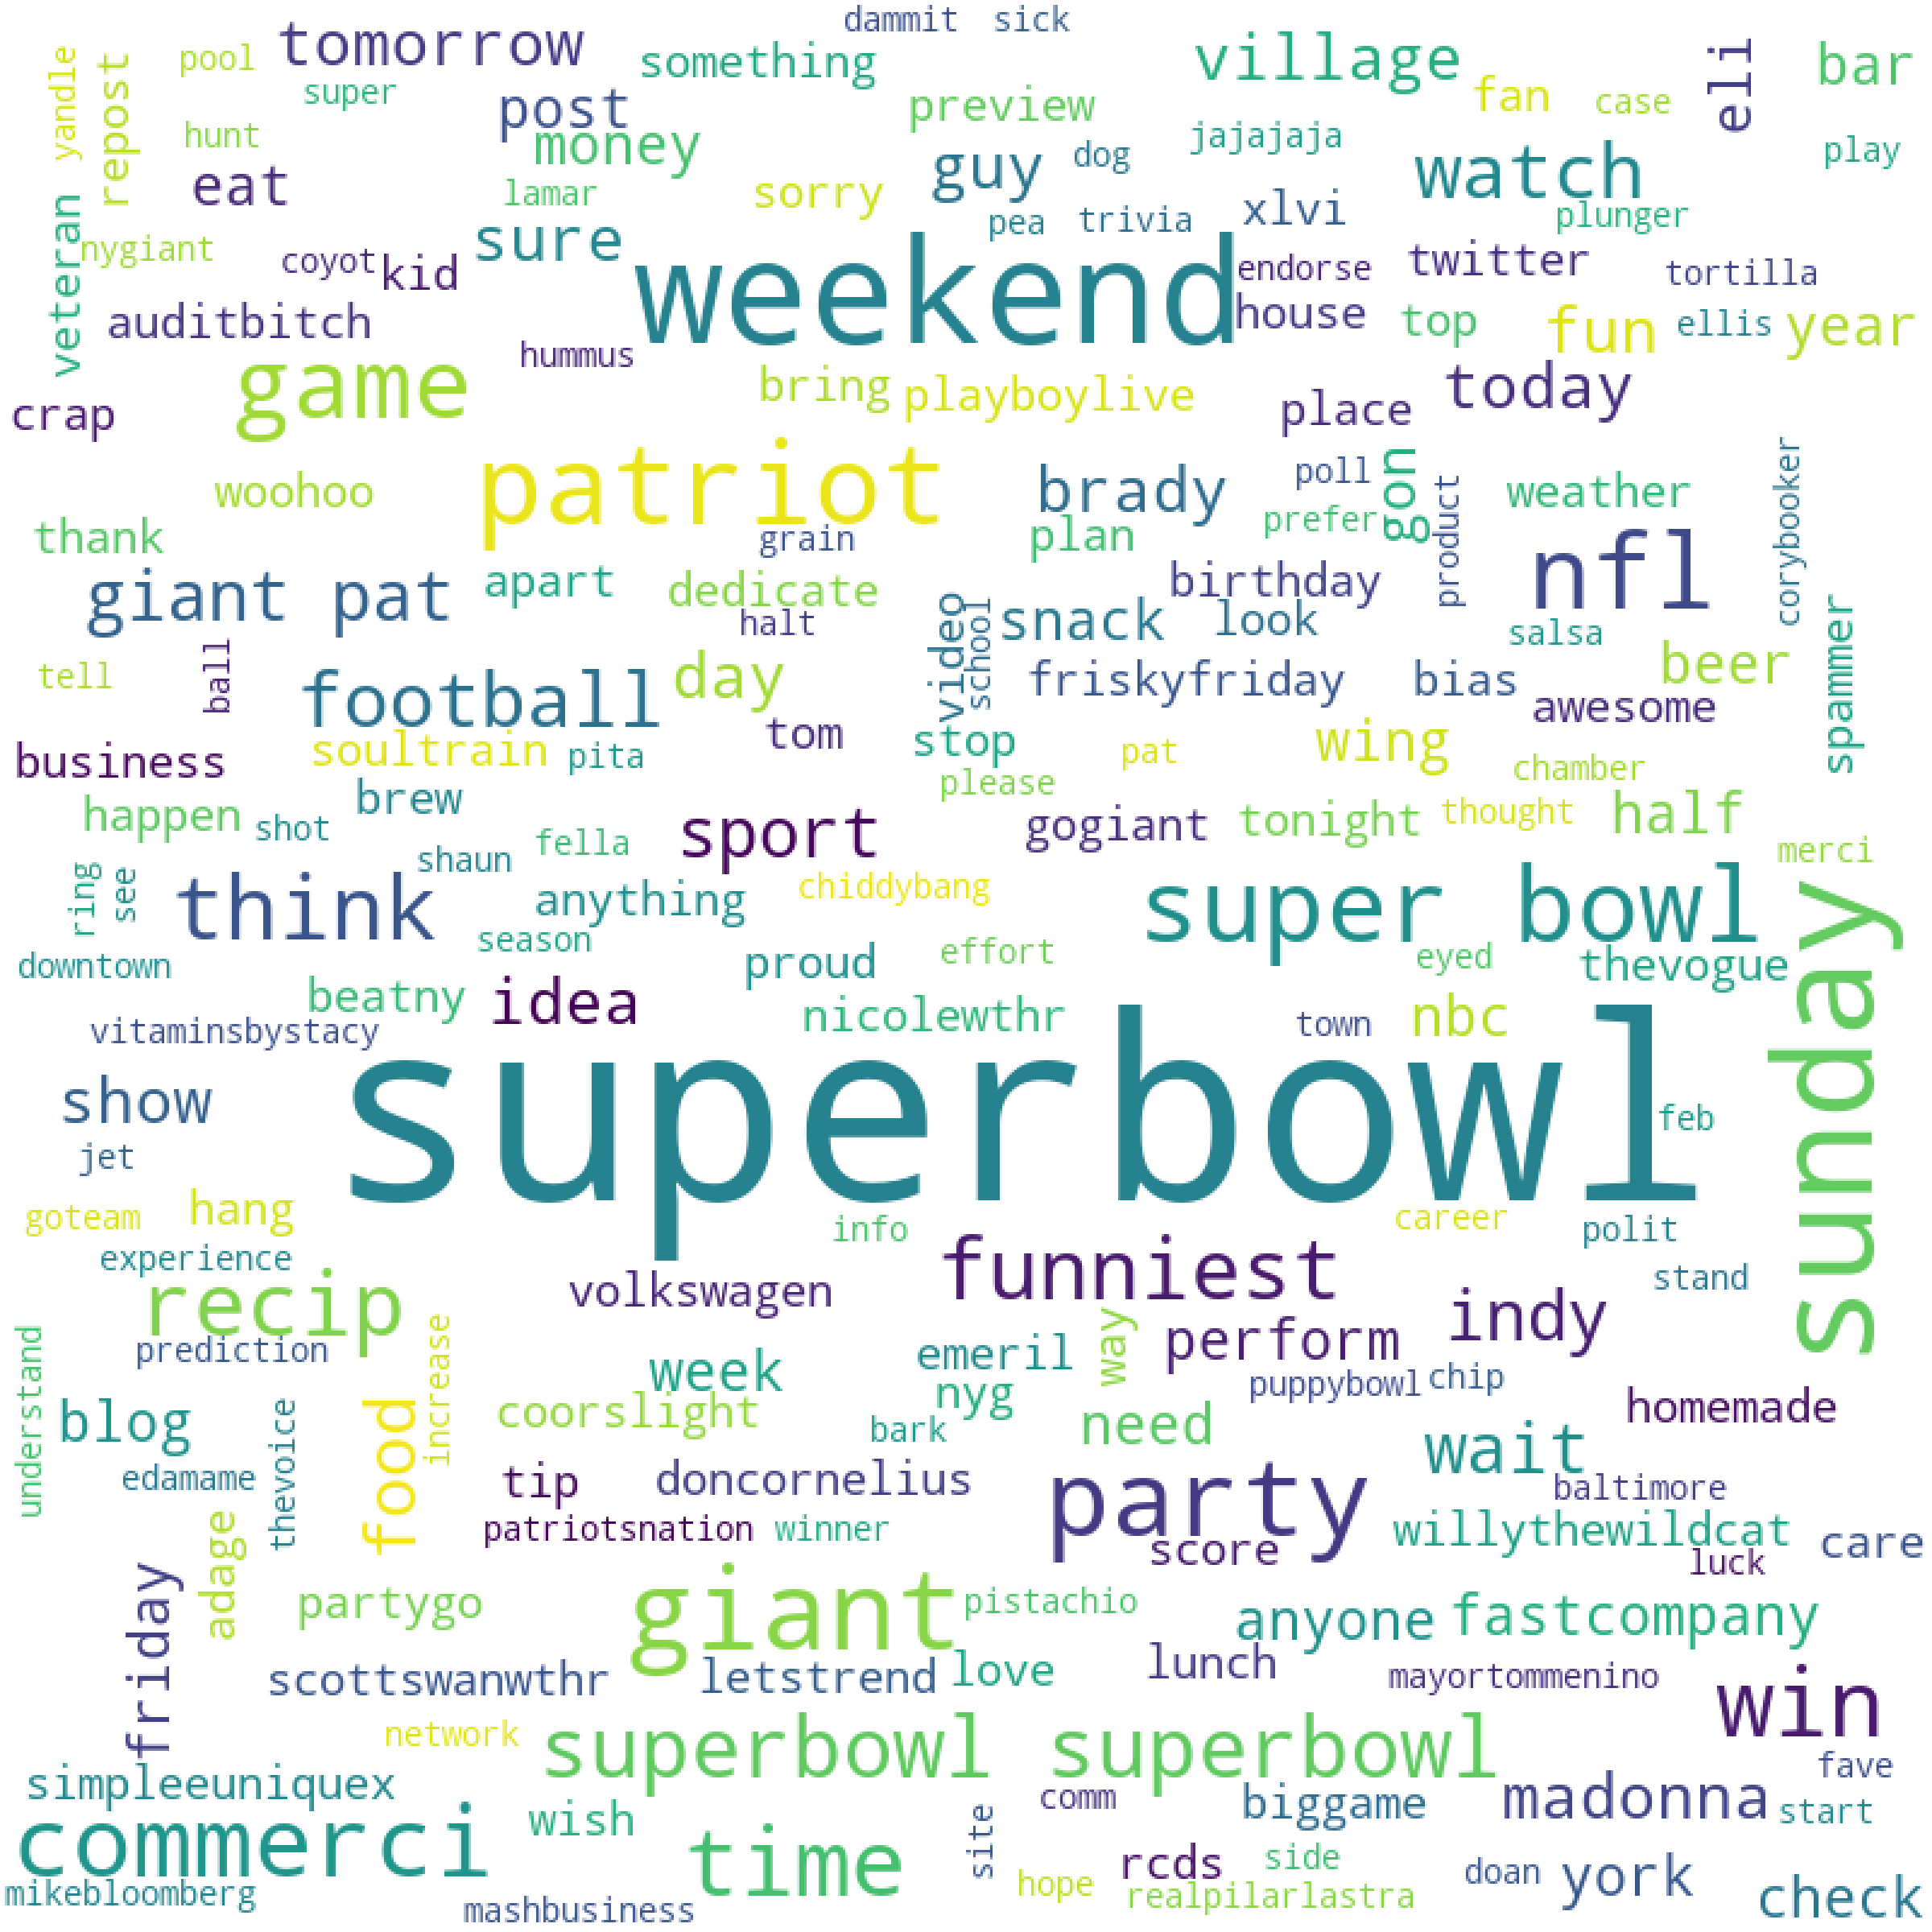 dammit sick
tomorrow
something
village
eli
bar
yandle
repost
pool
super
post
preview
fan
case
money
hunt
jajajaja
play
eat
lamar
sorry
guy
dog
watch
plunger
veteran
nygiant
sure
pea
trivia
xlvi
coyot
kid
weekend
endorse
twitter
tortilla
auditbitch
house
top
fun
ellis
year
hummus
game
bring
playboylive
today
crap
place
patriot
woohoo
brady
poll
gon
product
weather
corybooker
thank
grain
plan
prefer
nfl
giant pat
apart
dedicate
birthday
halt
video
school
snack
look
salsa
spammer
tell
ball
football
day
friskyfriday
bias
beer
awesome
business
soultrain
pita
tom
stop
pat
wing
chamber
please
happen
shot
brew
fella
sport
gogiant
tonight
thought
half
ring
see
think
shaun
anything
chiddybang
super bowl
merci
sunday
downtown
season
proud
effort
eyed
thevogue
beatny
idea
nicolewthr
town
nbc
vitaminsbystacy
superbowl
show
feb
jet
goteam
hang
info
career
polit
experience
recip
volkswagen
funniest
stand
understand
prediction
increase
week
emeril
way
perform
indy
blog
thevoice
food
coorslight
nyg
puppybowl
chip
bark
need
homemade
edamame
tip
doncornelius
party
wait
baltimore
adage
patriotsnation
winner
score
willythewildcat
care
luck
friday
partygo
giant
pistachio
anyone
fastcompany
scottswanwthr
letstrend
love
lunch
mayortommenino
win
network
superbowl superbowl
fave
simpleeuniquex
wish
comm
biggame
madonna
start
commerci
time
site
rcds
side
doan
york
mikebloomberg
mashbusiness
hope
realpilarlastra
check